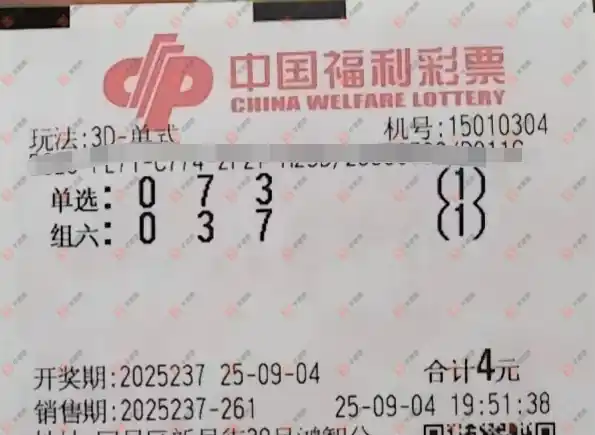 中国福利彩票
CHINA WELFARE LOTTERY
玩法:3D-单式 机号:15010304
单选: 0 7 3 (1)
组六: 0 3 7 (1)
开奖期:2025237 25-09-04 合计4元
销售期:2025237-261 25-09-04 19:51:38